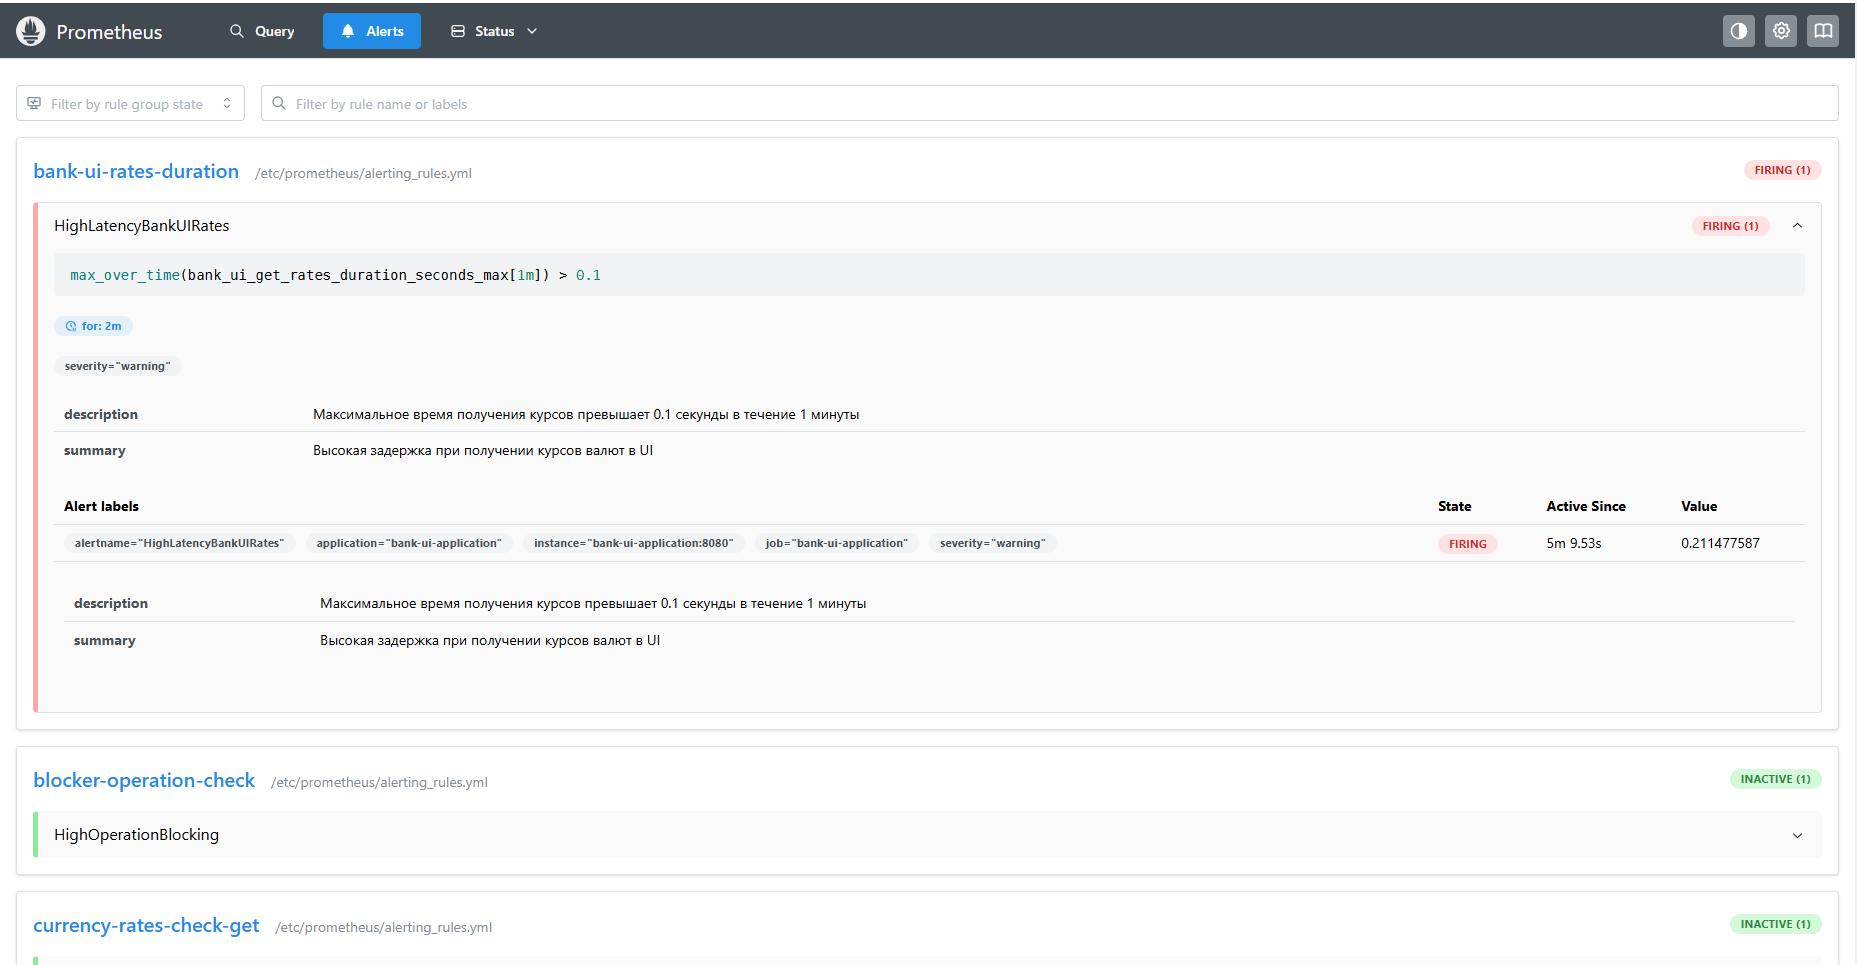 Prometheus Query Alerts Status
Filter by rule group state Filter by rule name or labels
bank-ui-rates-duration /etc/prometheus/alerting_rules.yml FIRING (1)
HighLatencyBankUIRates FIRING (1)
max_over_time(bank_ui_get_rates_duration_seconds_max[1m]) > 0.1
for: 2m
severity="warning"
description Максимальное время получения курсов превышает 0.1 секунды в течение 1 минуты
summary Высокая задержка при получении курсов валют в UI
Alert labels State Active Since Value
alertname="HighLatencyBankUIRates" application="bank-ui-application" instance="bank-ui-application:8080" job="bank-ui-application" severity="warning" FIRING 5m 9.53s 0.211477587
description Максимальное время получения курсов превышает 0.1 секунды в течение 1 минуты
summary Высокая задержка при получении курсов валют в UI
blocker-operation-check /etc/prometheus/alerting_rules.yml INACTIVE (1)
HighOperationBlocking
currency-rates-check-get /etc/prometheus/alerting_rules.yml INACTIVE (1)